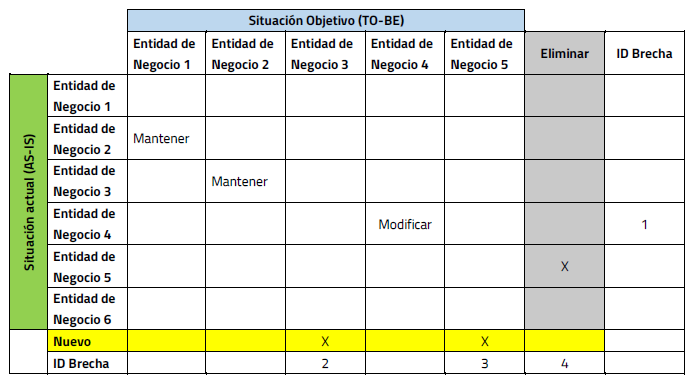 Situación Objetivo (TO-BE)
Entidad de Negocio 1 Entidad de Negocio 2 Entidad de Negocio 3 Entidad de Negocio 4 Entidad de Negocio 5 Eliminar ID Brecha
Situación actual (AS-IS)
Entidad de
Negocio 1
Entidad de
Negocio 2 Mantener
Entidad de
Negocio 3 Mantener
Entidad de
Negocio 4 Modificar 1
Entidad de
Negocio 5 X
Entidad de
Negocio 6
Nuevo X X
ID Brecha 2 3 4